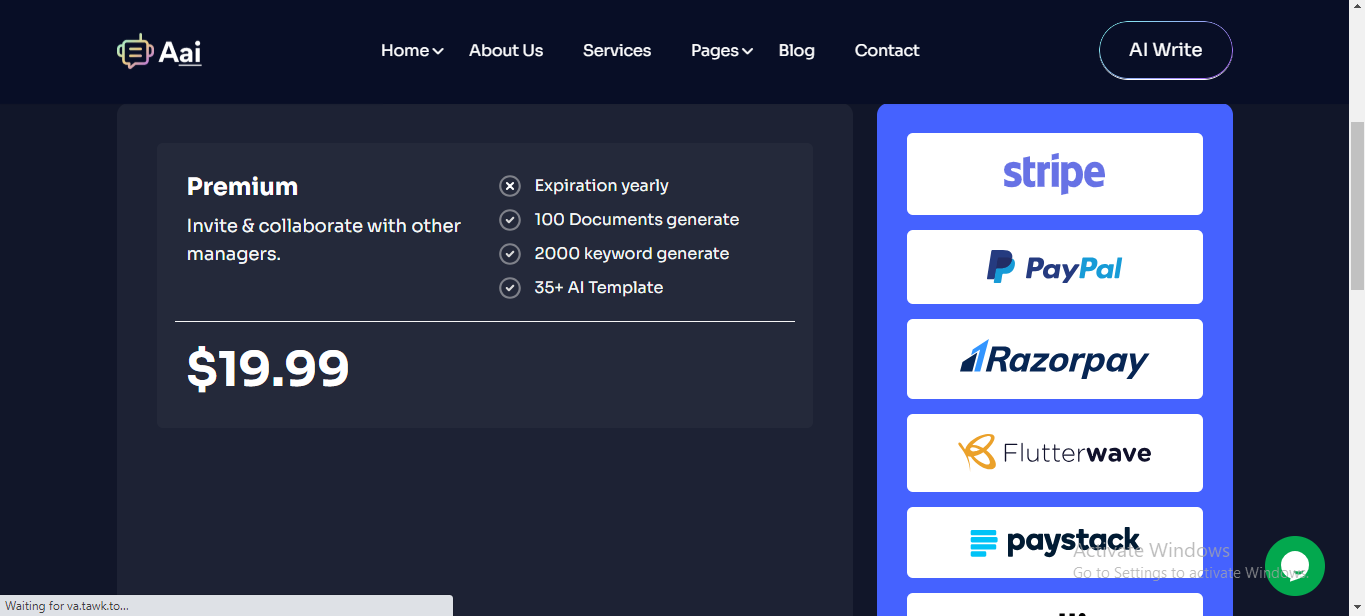 Aai
Home
About Us
Services
Pages
Blog
Contact
AI Write
Premium
Invite & collaborate with other
managers.
Expiration yearly
100 Documents generate
2000 keyword generate
35+ AI Template
$19.99
stripe
PayPal
Razorpay
Flutterwave
paystack
Activate Windows
Go to Settings to activate Windows.
Waiting for va.tawk.to...